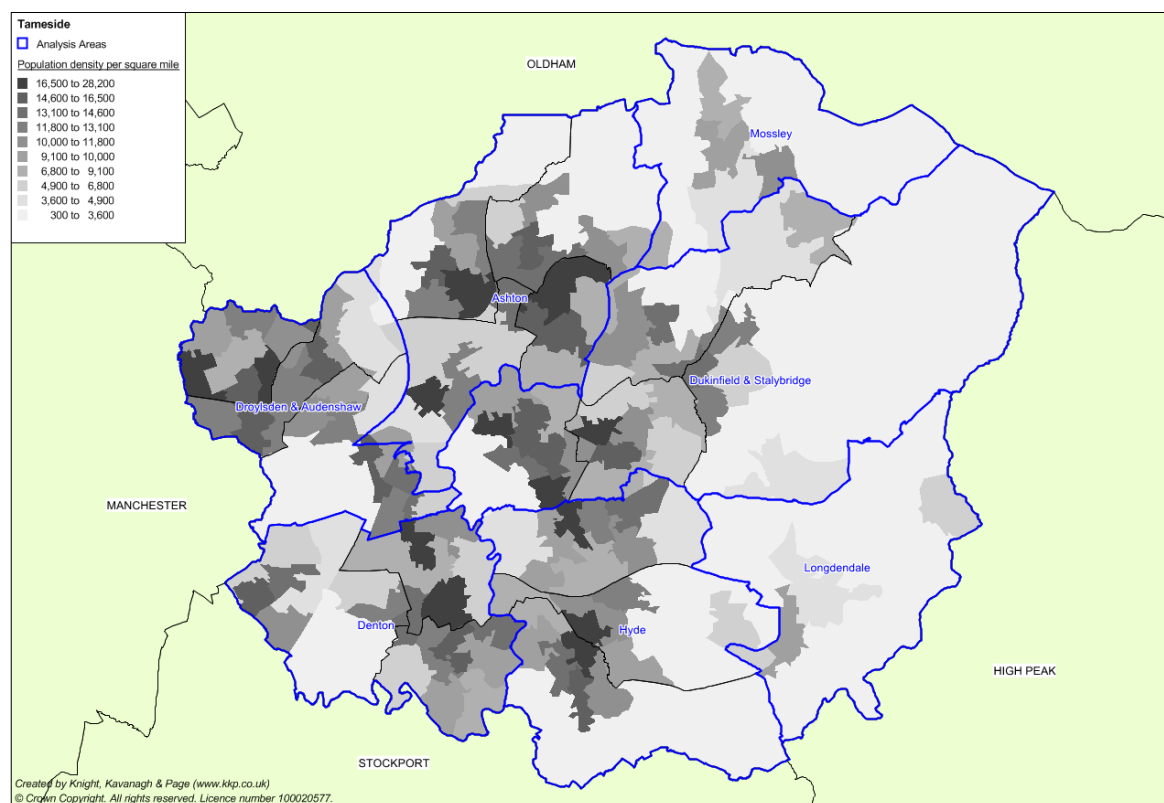 Tameside
Analysis Areas
Population density per square mile
16,500 to 28,200
14,600 to 16,500
13,100 to 14,600
11,800 to 13,100
10,000 to 11,800
9,100 to 10,000
6,800 to 9,100
4,900 to 6,800
3,600 to 4,900
300 to 3,600
OLDHAM
Mossley
Ashton
Dukinfield & Stalybridge
Droylsden & Audenshaw
MANCHESTER
Longdendale
Denton
Hyde
HIGH PEAK
STOCKPORT
Created by Knight, Kavanagh & Page (www.kkp.co.uk)
© Crown Copyright. All rights reserved. Licence number 100020577.